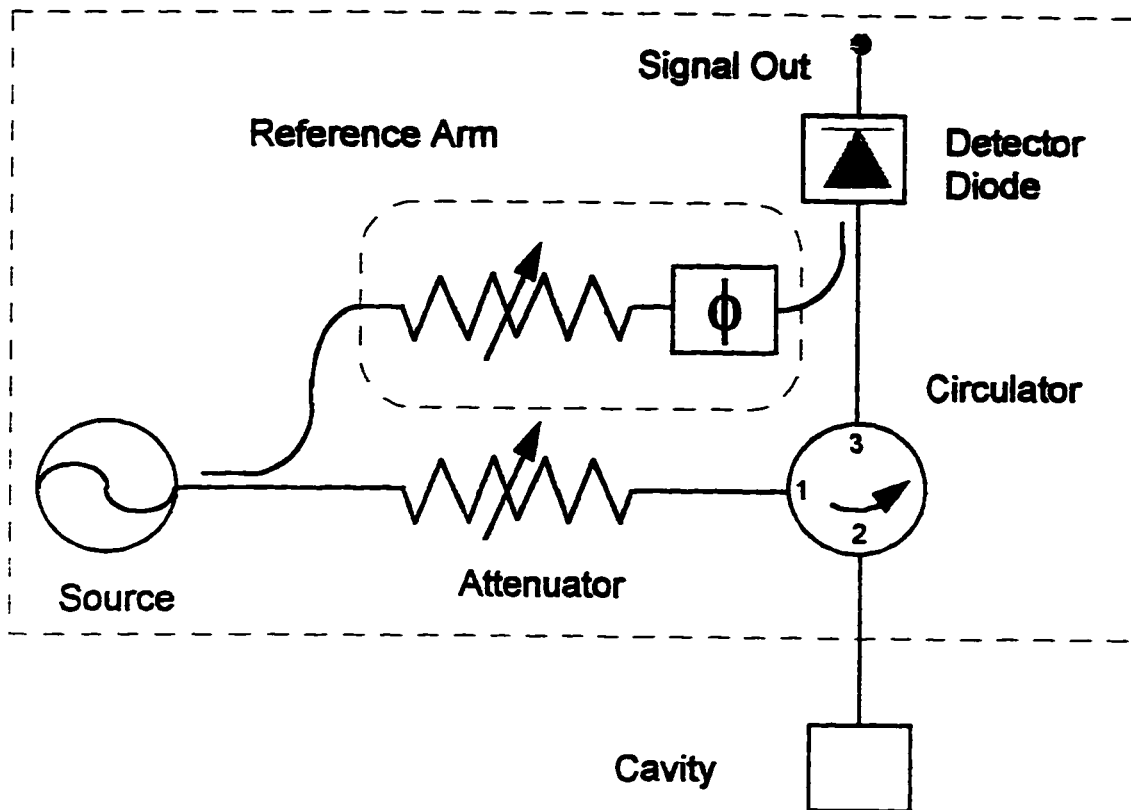 Signal Out
Reference Arm
Detector
Diode
ϕ
Circulator
3
1
2
Source
Attenuator
Cavity